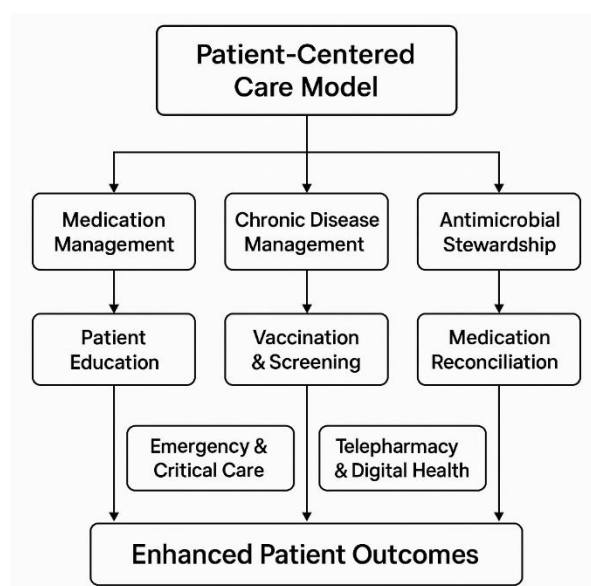 Patient-Centered
Care Model
Medication
Management
Chronic Disease
Management
Antimicrobial
Stewardship
Patient
Education
Vaccination
& Screening
Medication
Reconciliation
Emergency &
Critical Care
Telepharmacy
& Digital Health
Enhanced Patient Outcomes